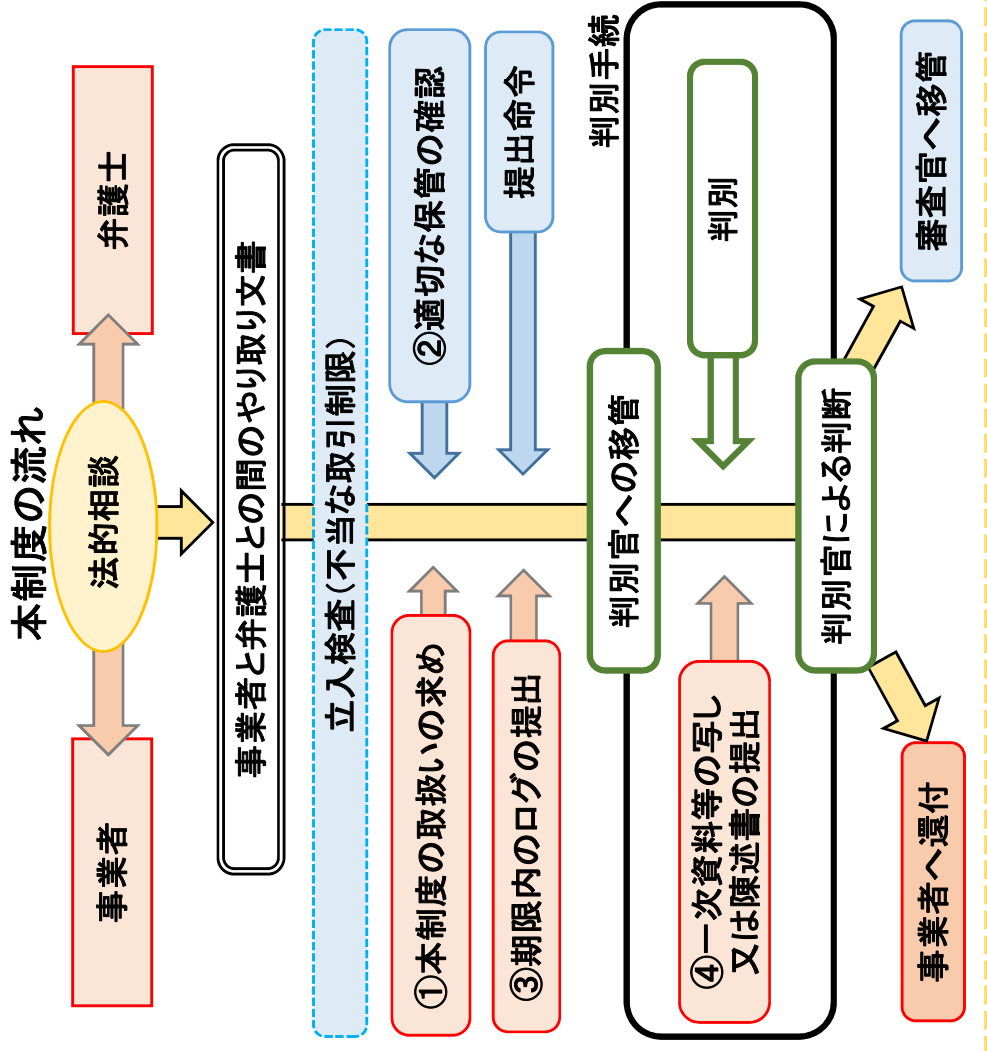 本制度の流れ
事業者
法的相談
弁護士
事業者と弁護士との間のやり取り文書
立入検査(不当な取引制限)
①本制度の取扱いの求め
②適切な保管の確認
③期限内のログの提出
提出命令
判別手続
判別官への移管
④一次資料等の写し
又は陳述書の提出
判別
判別官による判断
事業者へ還付
審査官へ移管